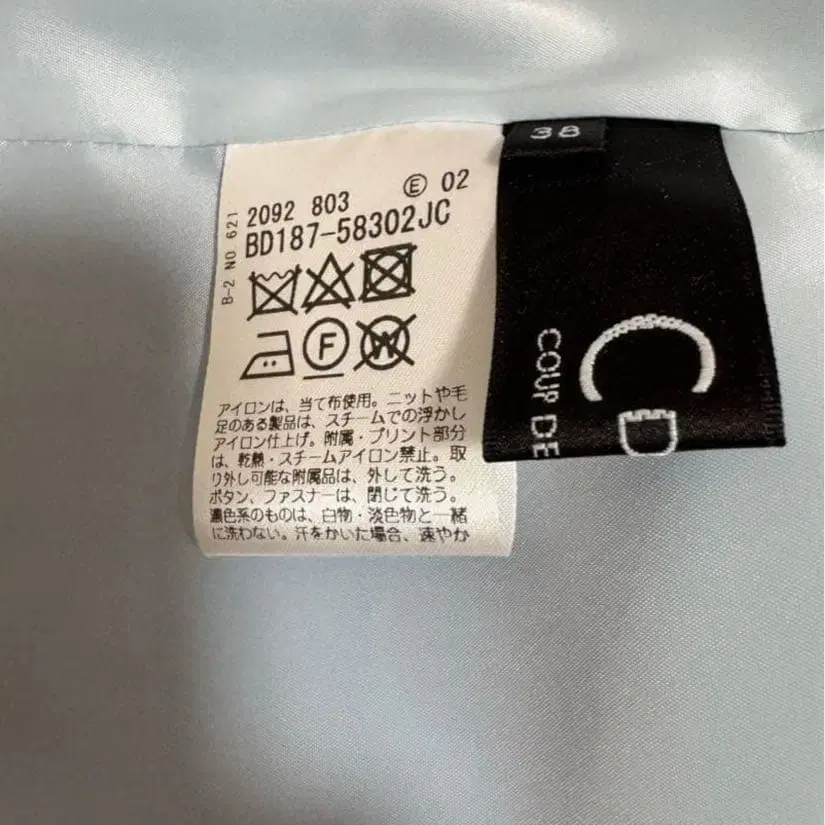 2092 803 Ⓔ 02
BD187-58302JC
B-2 NO 621
F
W
アイロンは、当て布使用。ニットや毛
足のある製品は、スチームでの浮かし
アイロン仕上げ。附属・プリント部分
は、乾熱・スチームアイロン禁止。取
り外し可能な附属品は、外して洗う。
ボタン、ファスナーは、閉じて洗う。
濃色系のものは、白物・淡色物と一緒
に洗わない。汗をかいた場合、速やか
38
CD
COUP DE